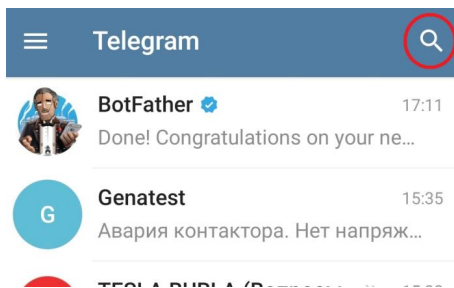 Telegram
BotFather 17:11
Done! Congratulations on your ne...
G
Genatest 15:35
Авария контактора. Нет напряж...